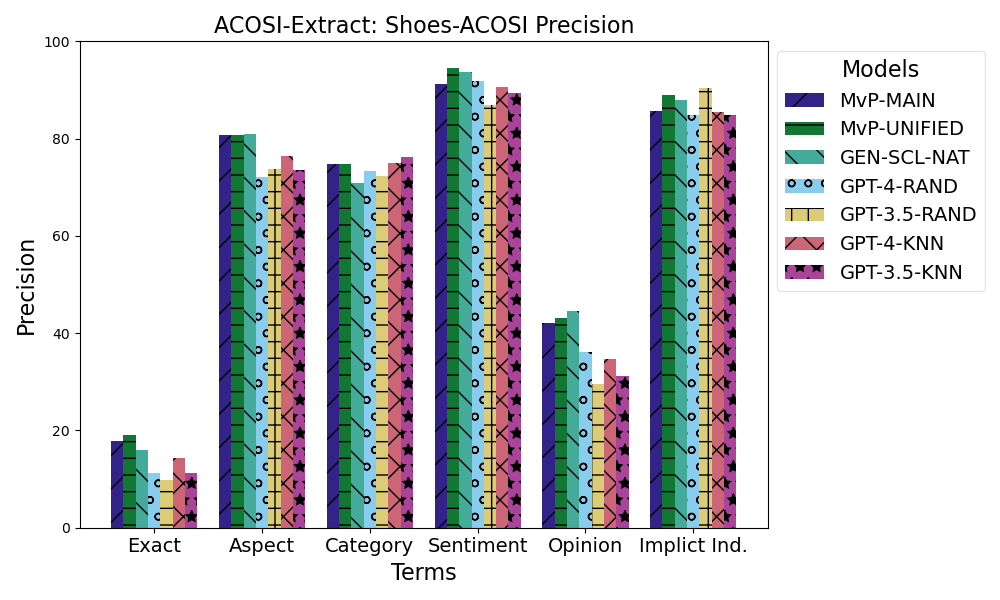 ACOSI-Extract: Shoes-ACOSI Precision
Precision
100
80
60
40
20
0
Exact
Aspect
Category
Sentiment
Opinion
Implict Ind.
Terms
Models
MvP-MAIN
MvP-UNIFIED
GEN-SCL-NAT
GPT-4-RAND
GPT-3.5-RAND
GPT-4-KNN
GPT-3.5-KNN